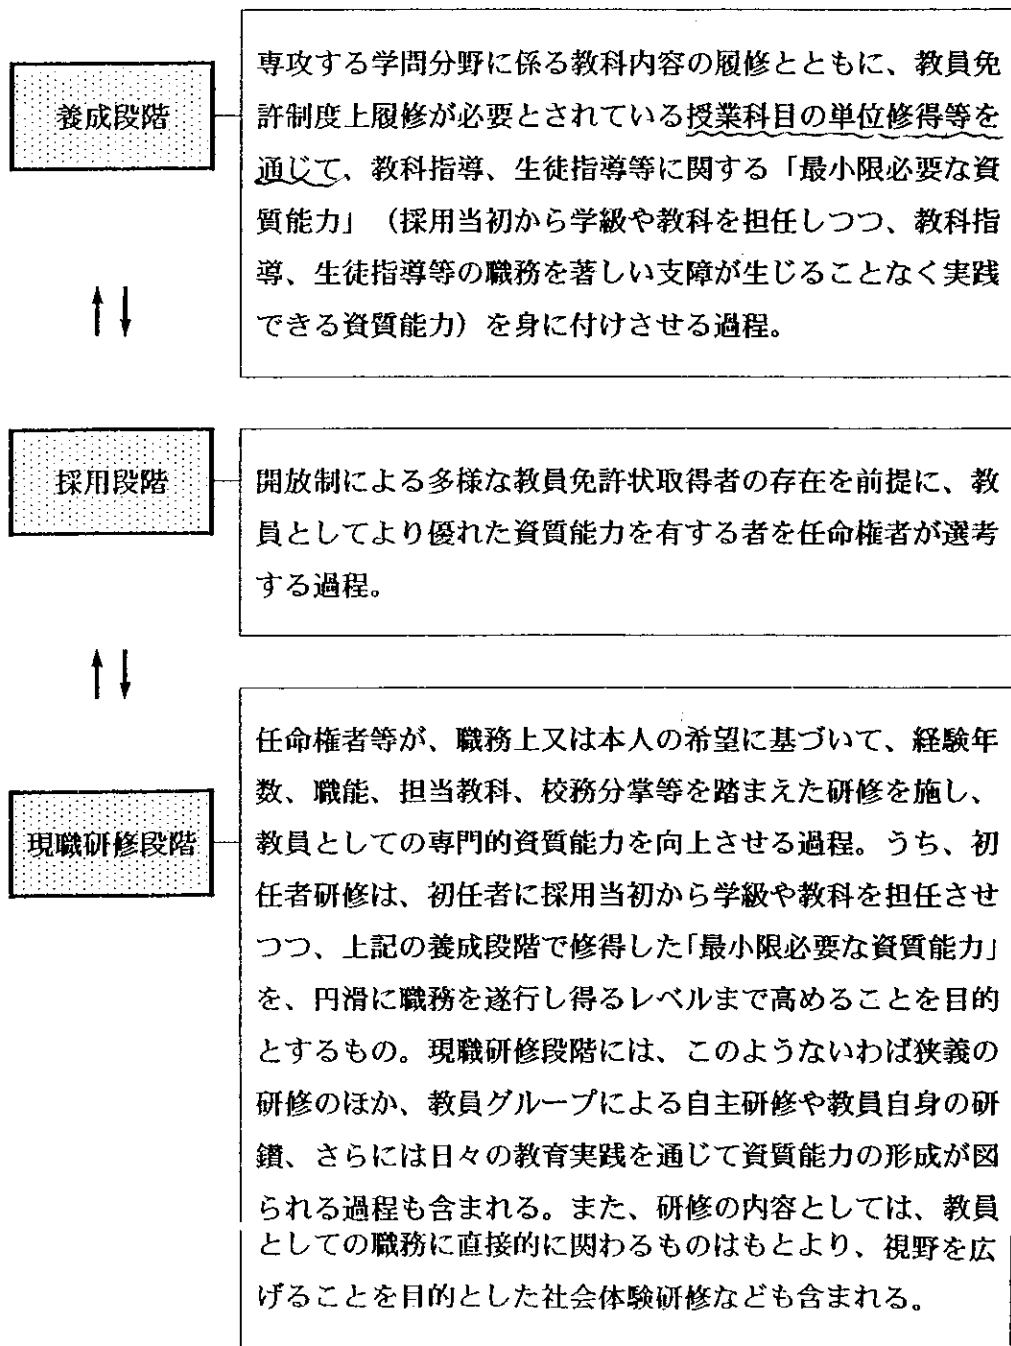 養成段階
専攻する学問分野に係る教科内容の履修とともに、教員免
許制度上履修が必要とされている授業科目の単位修得等を
通じて、教科指導、生徒指導等に関する「最小限必要な資
質能力」（採用当初から学級や教科を担任しつつ、教科指
導、生徒指導等の職務を著しい支障が生じることなく実践
できる資質能力）を身に付けさせる過程。
採用段階
開放制による多様な教員免許状取得者の存在を前提に、教
員としてより優れた資質能力を有する者を任命権者が選考
する過程。
現職研修段階
任命権者等が、職務上又は本人の希望に基づいて、経験年
数、職能、担当教科、校務分掌等を踏まえた研修を施し、
教員としての専門的資質能力を向上させる過程。うち、初
任者研修は、初任者に採用当初から学級や教科を担任させ
つつ、上記の養成段階で修得した「最小限必要な資質能力」
を、円滑に職務を遂行し得るレベルまで高めることを目的
とするもの。現職研修段階には、このようないわば狭義の
研修のほか、教員グループによる自主研修や教員自身の研
鑽、さらには日々の教育実践を通じて資質能力の形成が図
られる過程も含まれる。また、研修の内容としては、教員
としての職務に直接的に関わるものはもとより、視野を広
げることを目的とした社会体験研修なども含まれる。